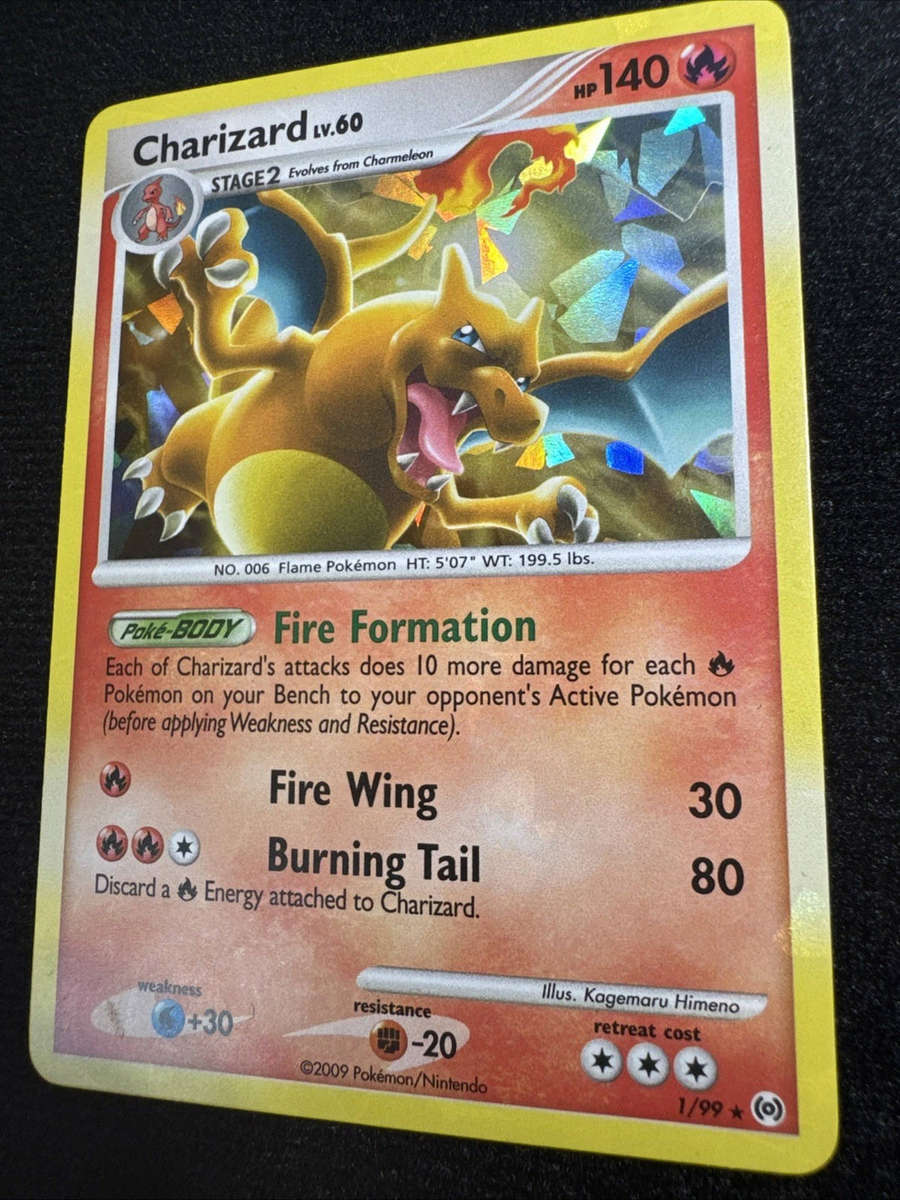 Charizard LV.60
HP 140
STAGE2 Evolves from Charmeleon
NO. 006 Flame Pokémon HT: 5'07" WT: 199.5 lbs.
Poké-BODY Fire Formation
Each of Charizard's attacks does 10 more damage for each
Pokémon on your Bench to your opponent's Active Pokémon
(before applying Weakness and Resistance).
Fire Wing 30
Burning Tail 80
Discard a Energy attached to Charizard.
Illus. Kagemaru Himeno
weakness
+30
resistance
-20
retreat cost
©2009 Pokémon/Nintendo
1/99